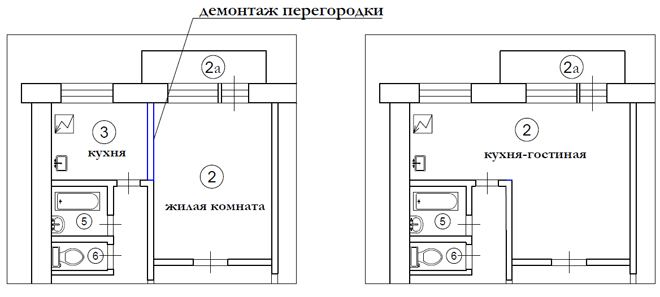 демонтаж перегородки
2а
3
кухня
2
жилая комната
5
6
2а
2
кухня-гостиная
5
6